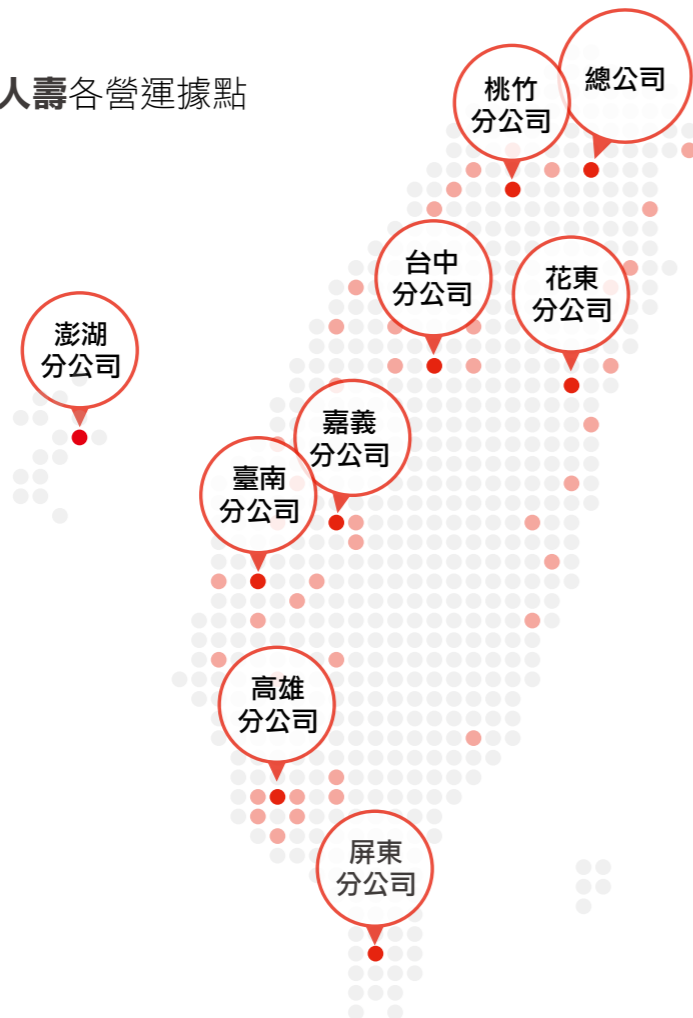 人壽各營運據點
總公司
桃竹
分公司
台中
分公司
花東
分公司
澎湖
分公司
嘉義
分公司
臺南
分公司
高雄
分公司
屏東
分公司